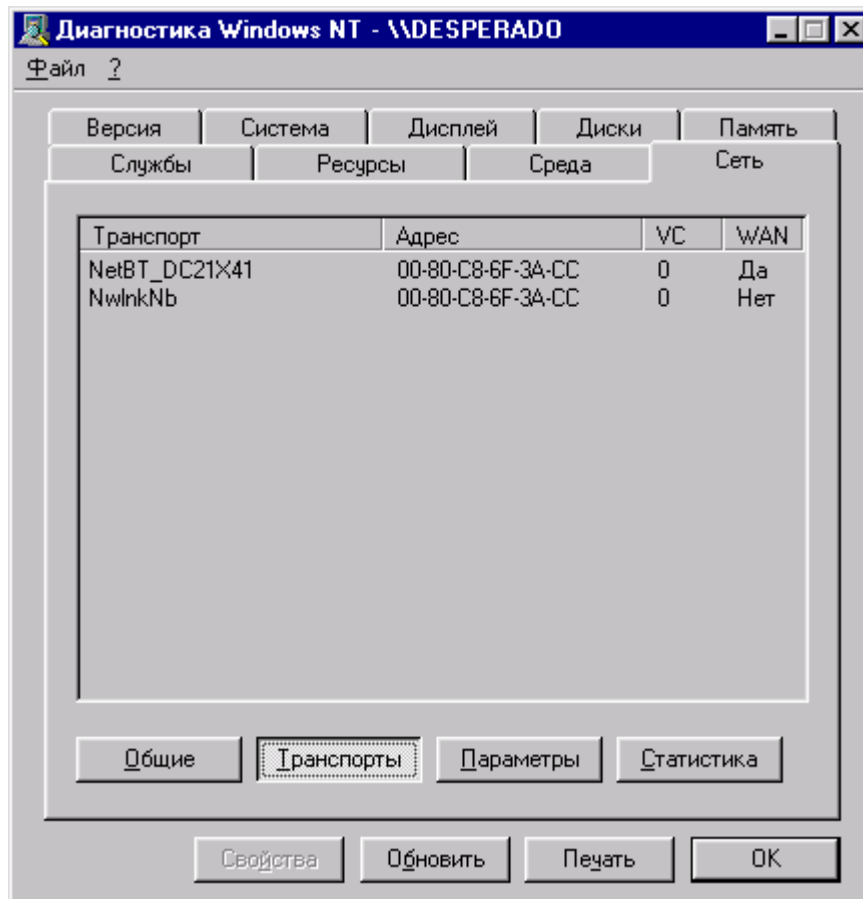 Диагностика Windows NT - \\DESPERADO
Файл ?
Версия Система Дисплей Диски Память
Службы Ресурсы Среда Сеть
Транспорт Адрес VC WAN
NetBT_DC21X41 00-80-C8-6F-3A-CC 0 Да
NwlnkNb 00-80-C8-6F-3A-CC 0 Нет
Общие Транспорты Параметры Статистика
Свойства Обновить Печать OK